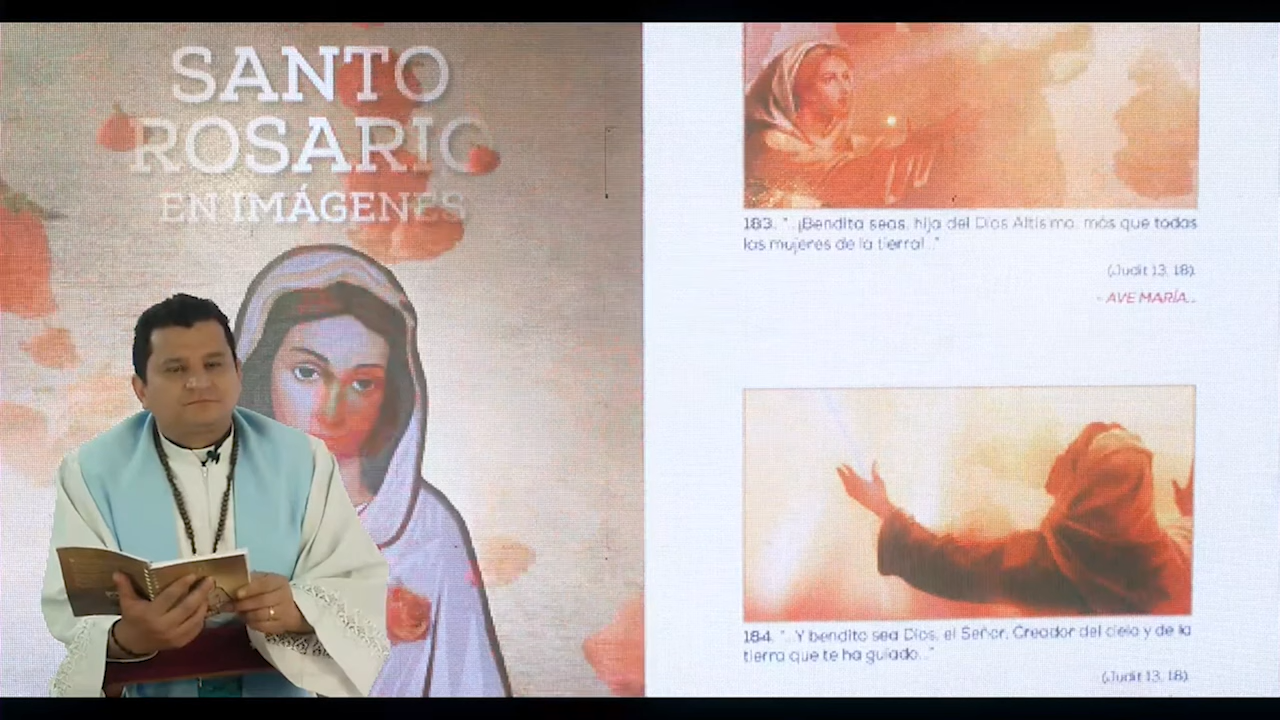 SANTO
ROSARIO
EN IMÁGENES
183. "...¡Bendita seas, hija del Dios Altísimo, más que todas
las mujeres de la tierra!..."
(Judit 13, 18).
- AVE MARÍA...
184. "...Y bendito sea Dios, el Señor, Creador del cielo y de la
tierra que te ha guiado..."
(Judit 13, 18).